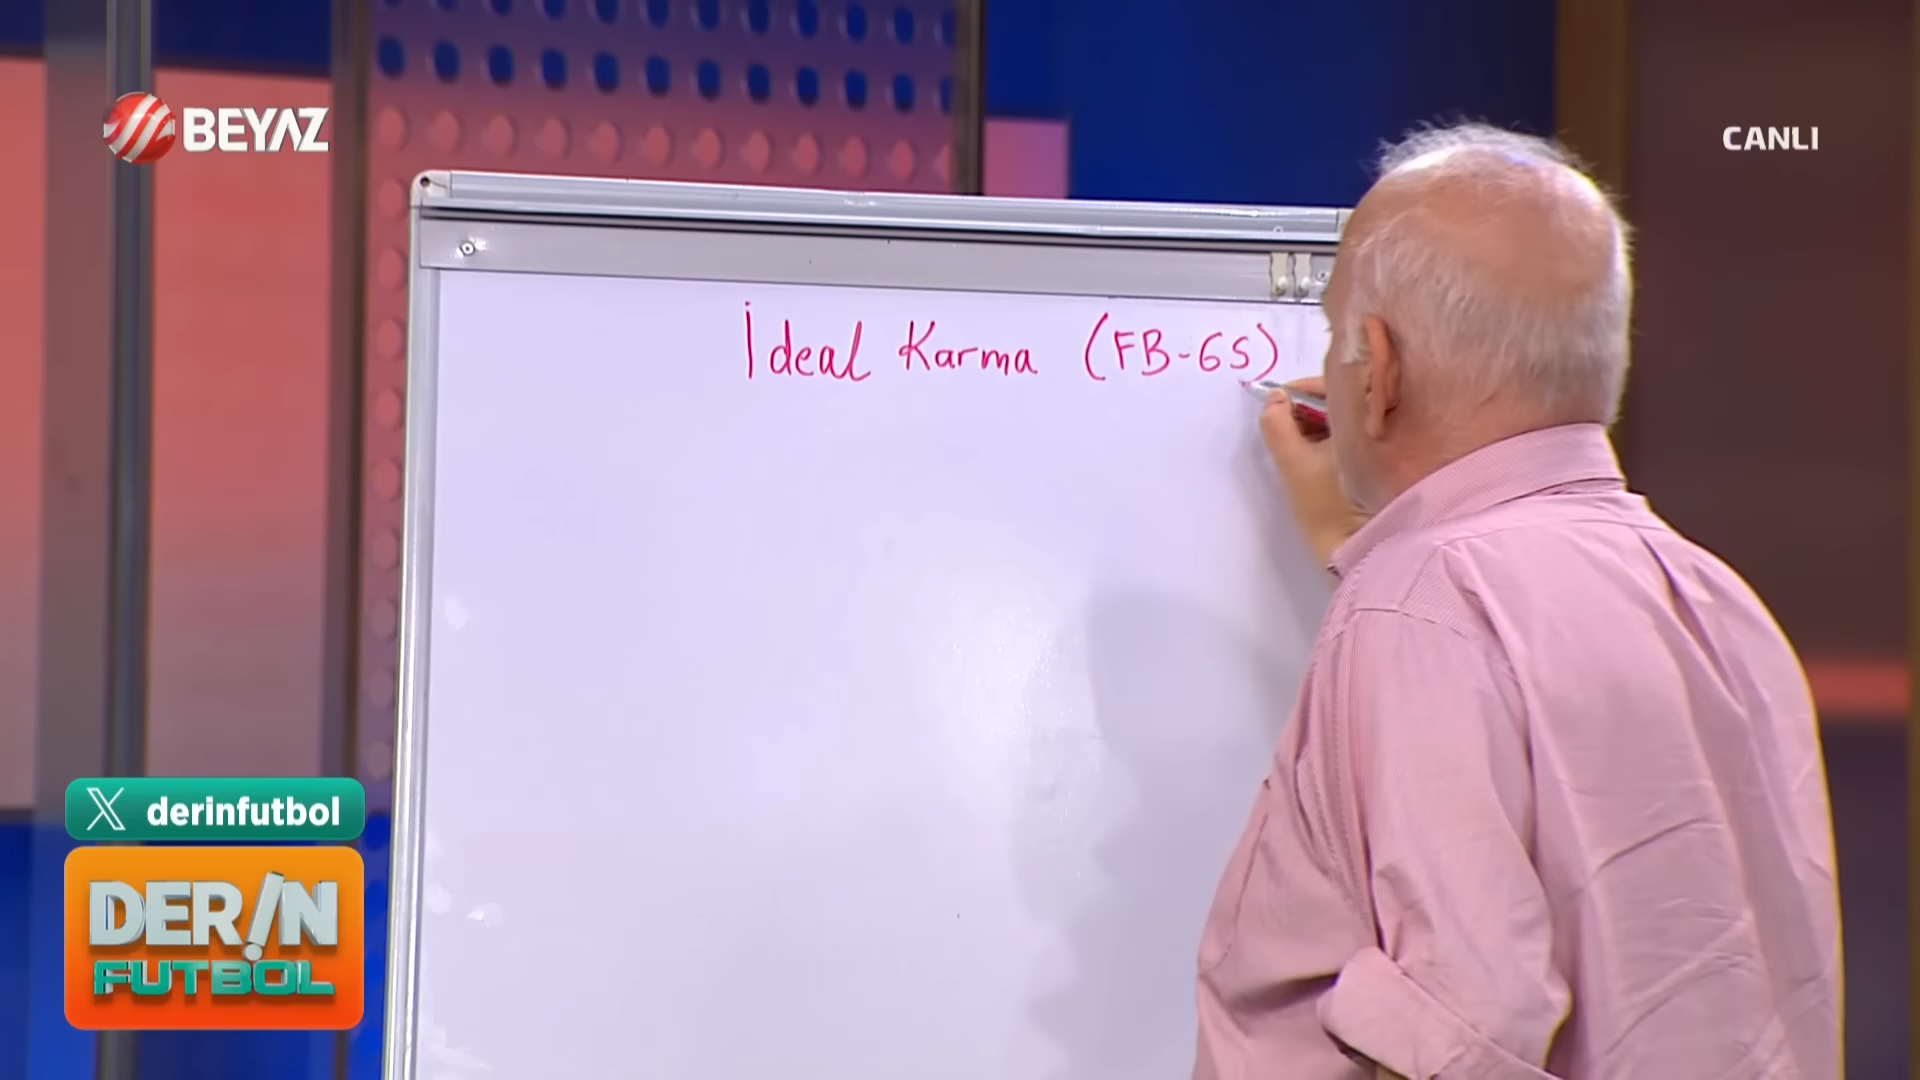 BEYAZ
CANLI
İdeal Karma (FB-GS)
X derinfutbol
DERİN
FUTBOL